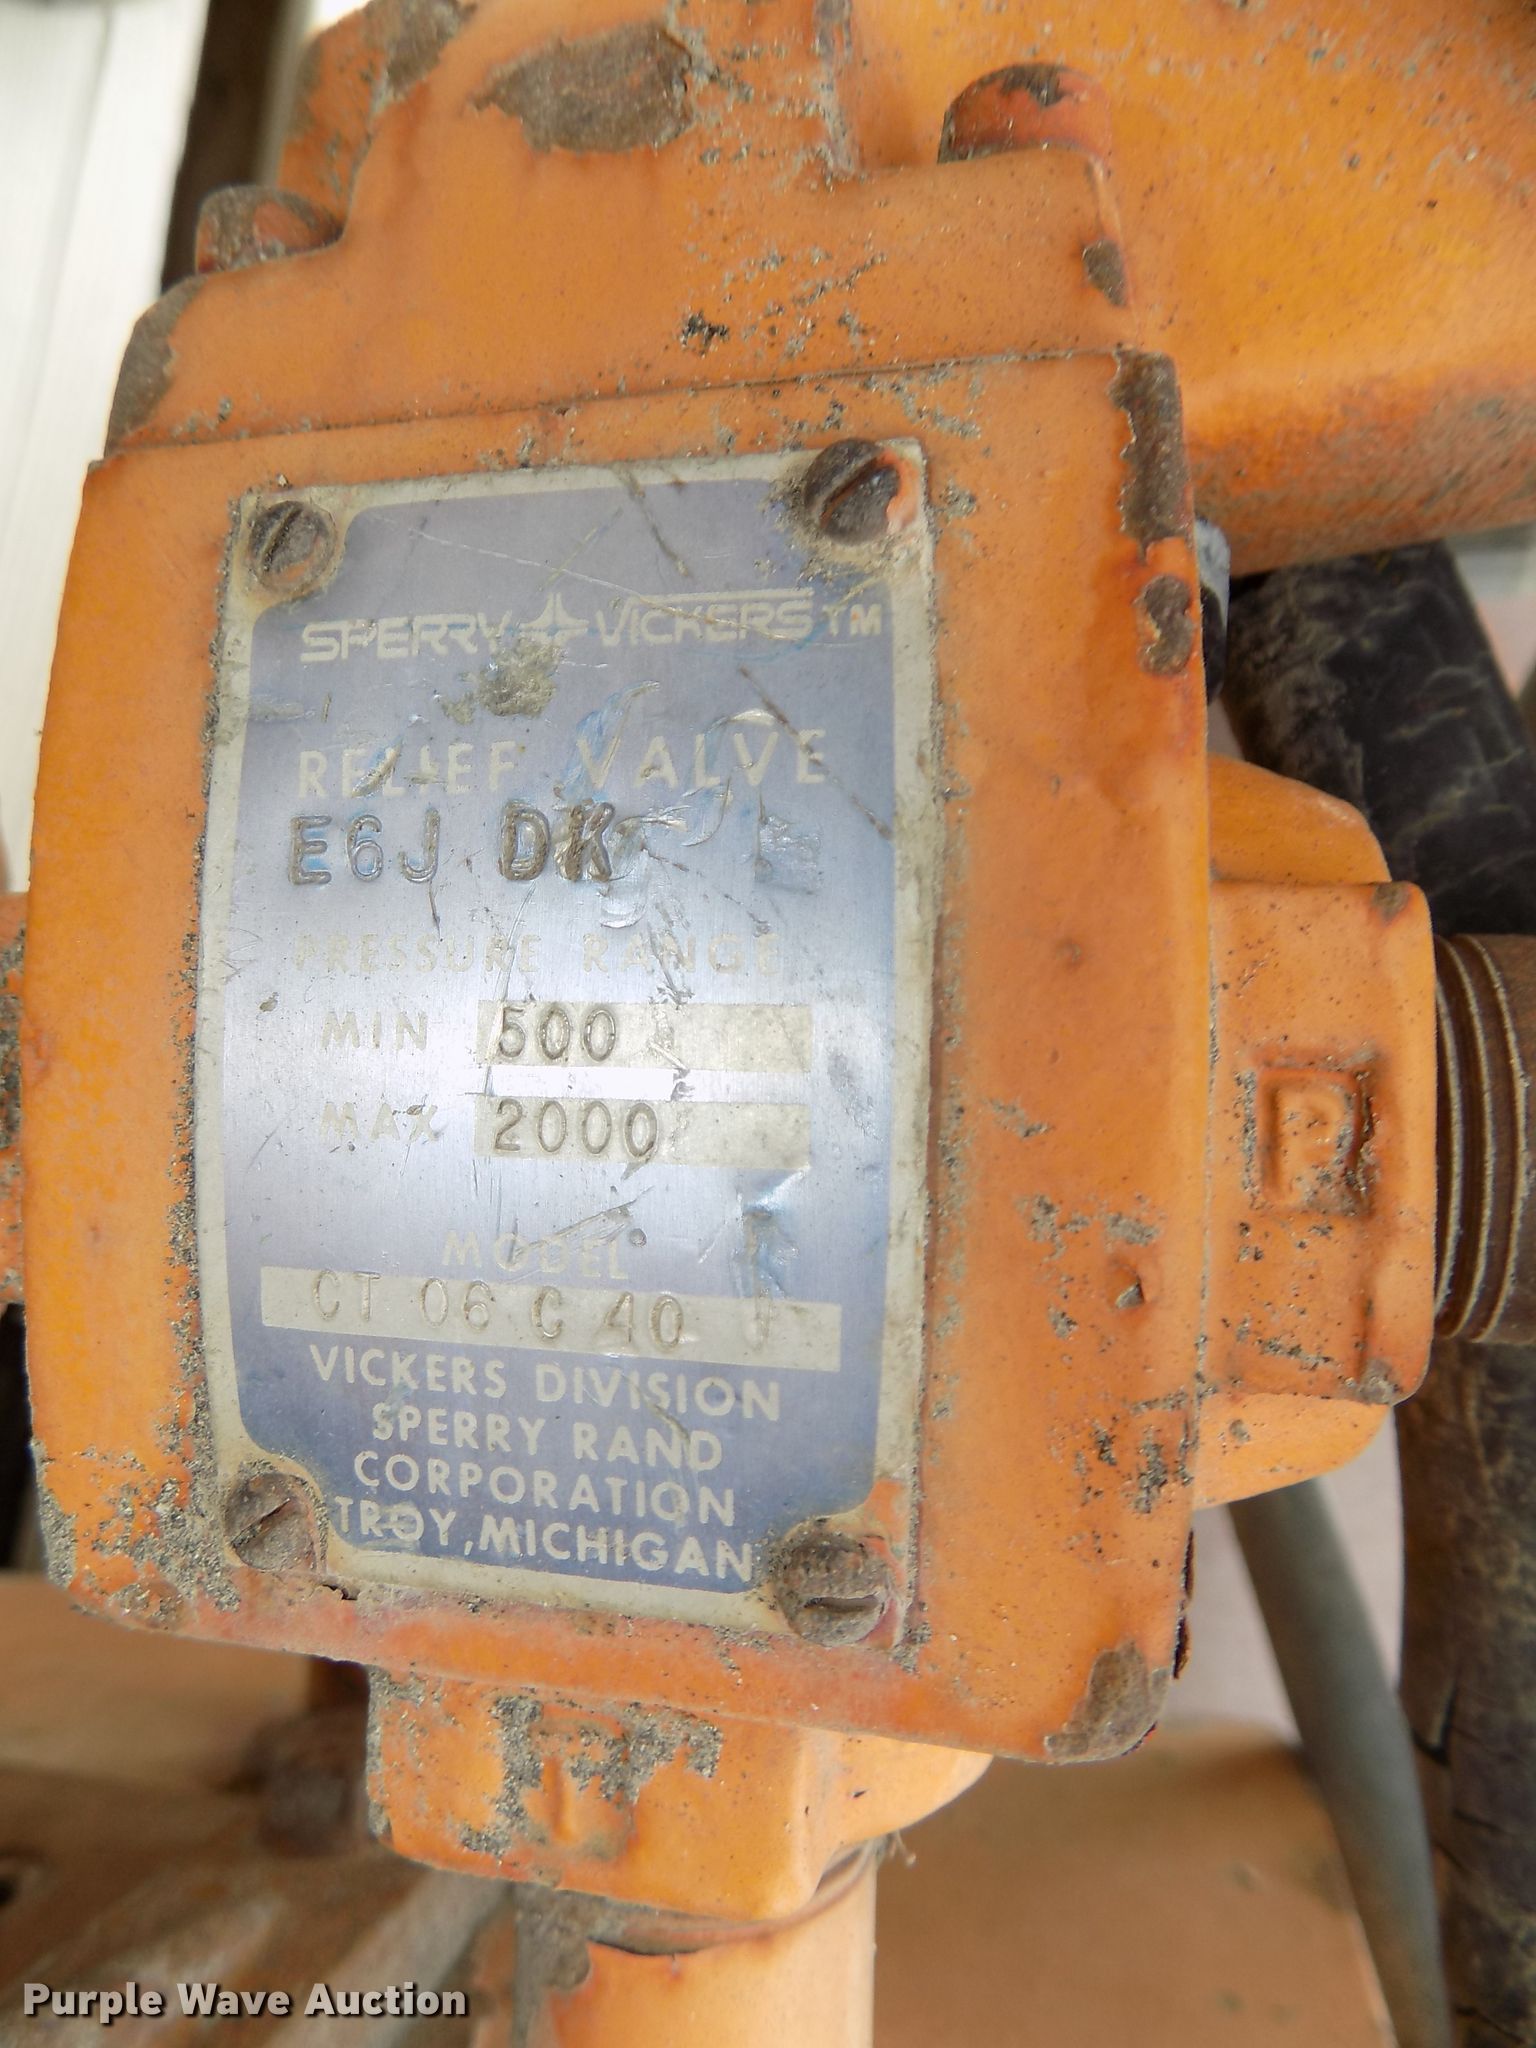 SPERRY VICKERS TM
RELIEF VALVE
E6J DK
PRESSURE RANGE
MIN 500
MAX 2000
MODEL
CT 06 C 40 J
VICKERS DIVISION
SPERRY RAND
CORPORATION
TROY, MICHIGAN
P
Purple Wave Auction